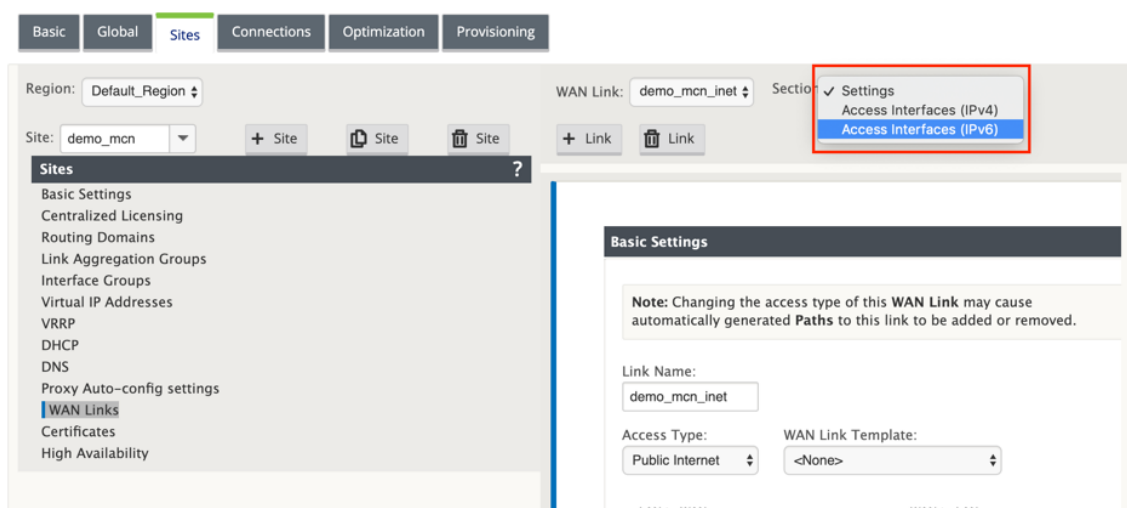 Basic Global Sites Connections Optimization Provisioning
Region: Default_Region
Site: demo_mcn + Site Site Site
Sites ?
Basic Settings
Centralized Licensing
Routing Domains
Link Aggregation Groups
Interface Groups
Virtual IP Addresses
VRRP
DHCP
DNS
Proxy Auto-config settings
WAN Links
Certificates
High Availability
WAN Link: demo_mcn_inet Section
✓ Settings
Access Interfaces (IPv4)
Access Interfaces (IPv6)
+ Link Link
Basic Settings
Note: Changing the access type of this WAN Link may cause
automatically generated Paths to this link to be added or removed.
Link Name:
demo_mcn_inet
Access Type: WAN Link Template:
Public Internet <None>